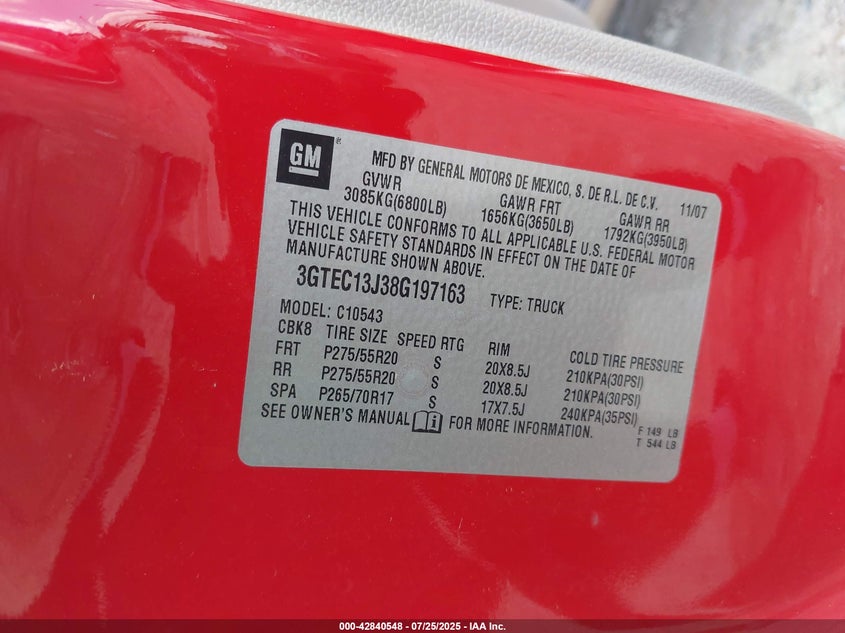 GM
MFD BY GENERAL MOTORS DE MEXICO, S. DE R.L. DE C.V. 11/07
GVWR GAWR FRT GAWR RR
3085KG(6800LB) 1656KG(3650LB) 1792KG(3950LB)
THIS VEHICLE CONFORMS TO ALL APPLICABLE U.S. FEDERAL MOTOR
VEHICLE SAFETY STANDARDS IN EFFECT ON THE DATE OF
MANUFACTURE SHOWN ABOVE.
3GTEC13J38G197163 TYPE: TRUCK
MODEL: C10543
CBK8 TIRE SIZE SPEED RTG RIM COLD TIRE PRESSURE
FRT P275/55R20 S 20X8.5J 210KPA(30PSI)
RR P275/55R20 S 20X8.5J 210KPA(30PSI)
SPA P265/70R17 S 17X7.5J 240KPA(35PSI)
SEE OWNER'S MANUAL FOR MORE INFORMATION.
F 149 LB
T 544 LB
000-42840548 - 07/25/2025 - IAA Inc.